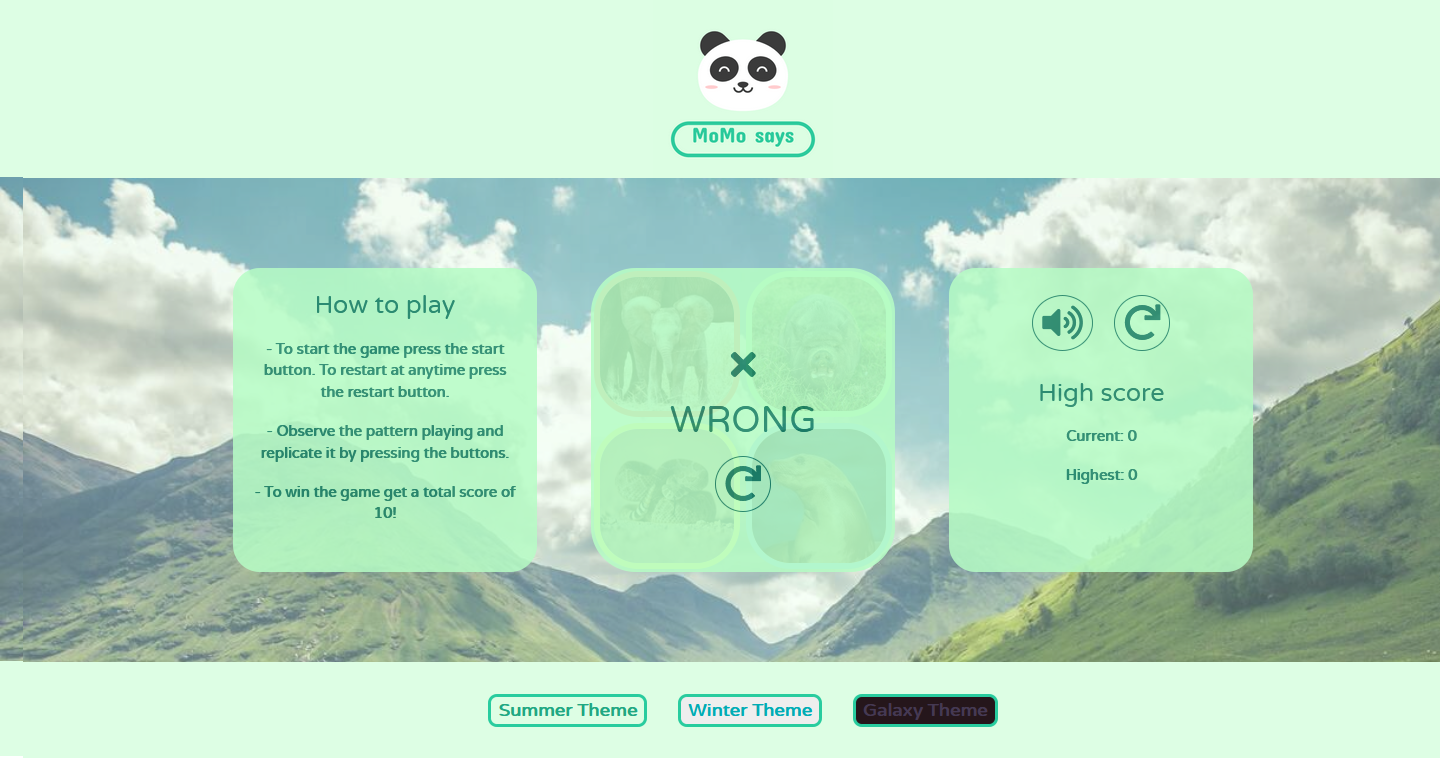 MoMo says
How to play
- To start the game press the start
button. To restart at anytime press
the restart button.
- Observe the pattern playing and
replicate it by pressing the buttons.
- To win the game get a total score of
10!
WRONG
High score
Current: 0
Highest: 0
Summer Theme
Winter Theme
Galaxy Theme